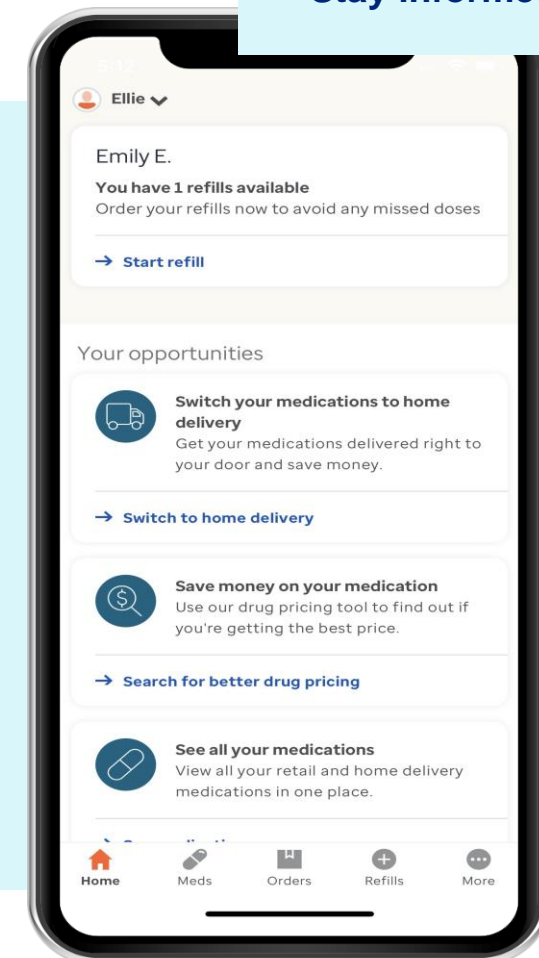 Ellie
Emily E.
You have 1 refills available
Order your refills now to avoid any missed doses
→ Start refill
Your opportunities
Switch your medications to home
delivery
Get your medications delivered right to
your door and save money.
→ Switch to home delivery
Save money on your medication
Use our drug pricing tool to find out if
you're getting the best price.
→ Search for better drug pricing
See all your medications
View all your retail and home delivery
medications in one place.
Home Meds Orders Refills More